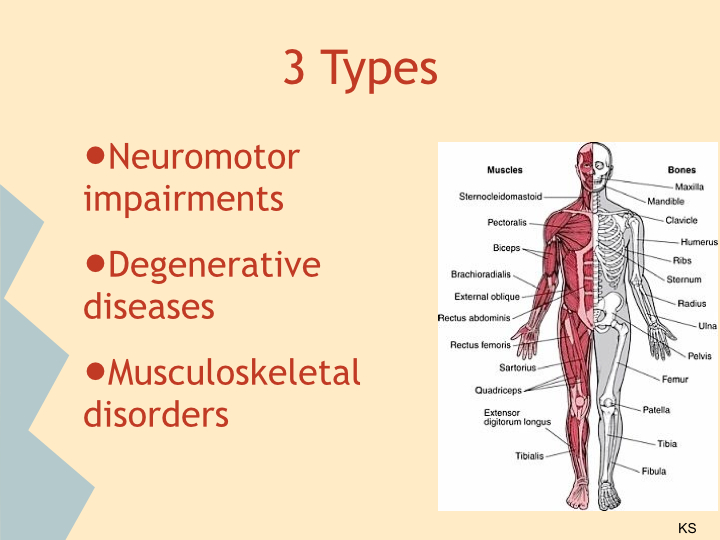 3 Types
●Neuromotor
impairments
●Degenerative
diseases
●Musculoskeletal
disorders
Muscles
Sternocleidomastoid
Pectoralis
Biceps
Brachioradialis
External oblique
Rectus abdominis
Rectus femoris
Sartorius
Quadriceps
Extensor
digitorum longus
Tibialis
Bones
Maxilla
Mandible
Clavicle
Humerus
Ribs
Sternum
Radius
Ulna
Pelvis
Femur
Patella
Tibia
Fibula
KS